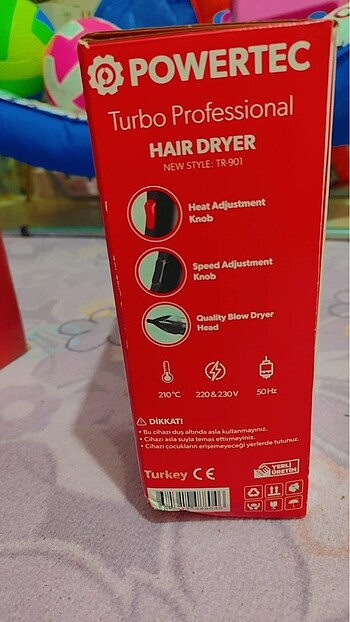 POWERTEC
Turbo Professional
HAIR DRYER
NEW STYLE: TR-901
Heat Adjustment
Knob
Speed Adjustment
Knob
Quality Blow Dryer
Head
210°C
220 & 230 V
50 Hz
DİKKAT!
• Bu cihazı duş altında asla kullanmayınız.
• Cihazı asla suyla temas ettirmeyiniz.
• Cihazı çocukların erişemeyeceği yerlerde tutunuz.
YERLİ
ÜRETİM
Turkey CE